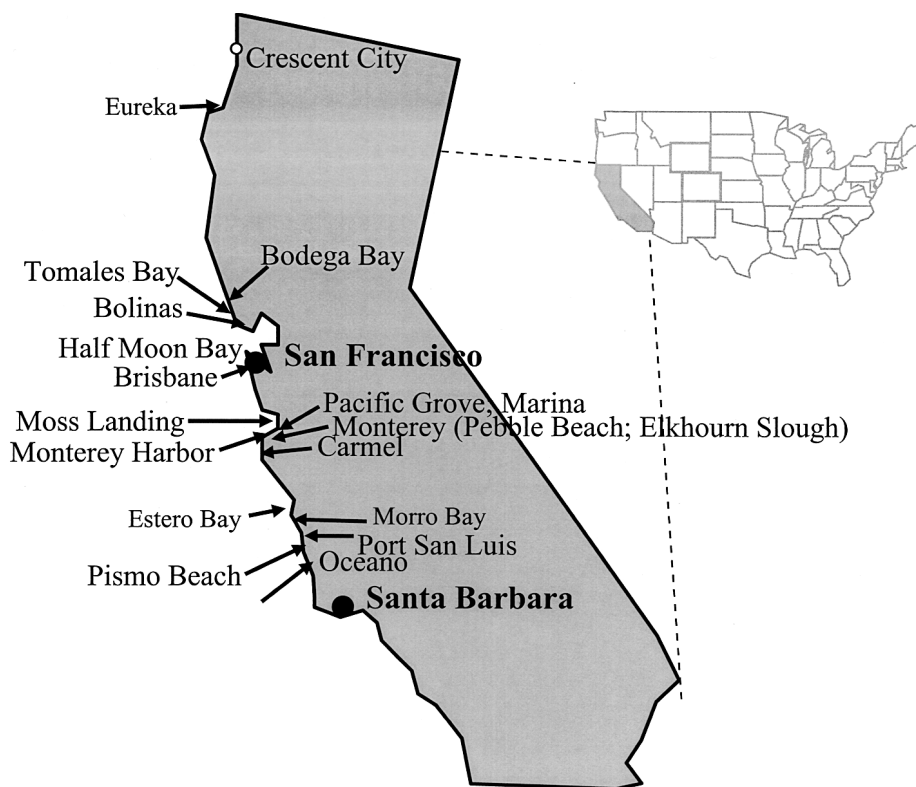 Crescent City
Eureka
Bodega Bay
Tomales Bay
Bolinas
Half Moon Bay
San Francisco
Brisbane
Pacific Grove, Marina
Moss Landing
Monterey (Pebble Beach; Elkhourn Slough)
Monterey Harbor
Carmel
Estero Bay
Morro Bay
Port San Luis
Oceano
Pismo Beach
Santa Barbara